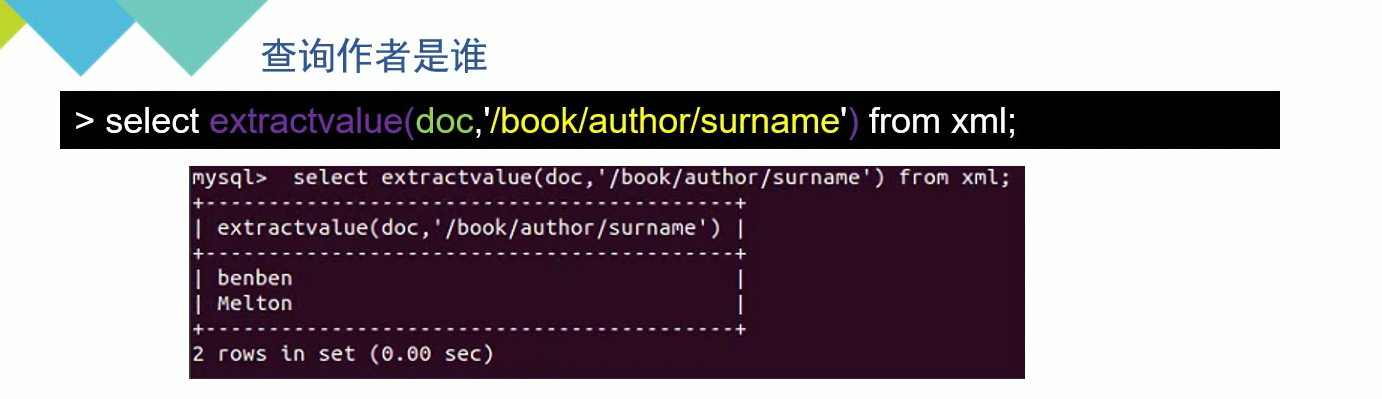 查询作者是谁
> select extractvalue(doc,'/book/author/surname') from xml;
mysql>  select extractvalue(doc,'/book/author/surname') from xml;
+------------------------------------------+
| extractvalue(doc,'/book/author/surname') |
+------------------------------------------+
| benben                                   |
| Melton                                   |
+------------------------------------------+
2 rows in set (0.00 sec)